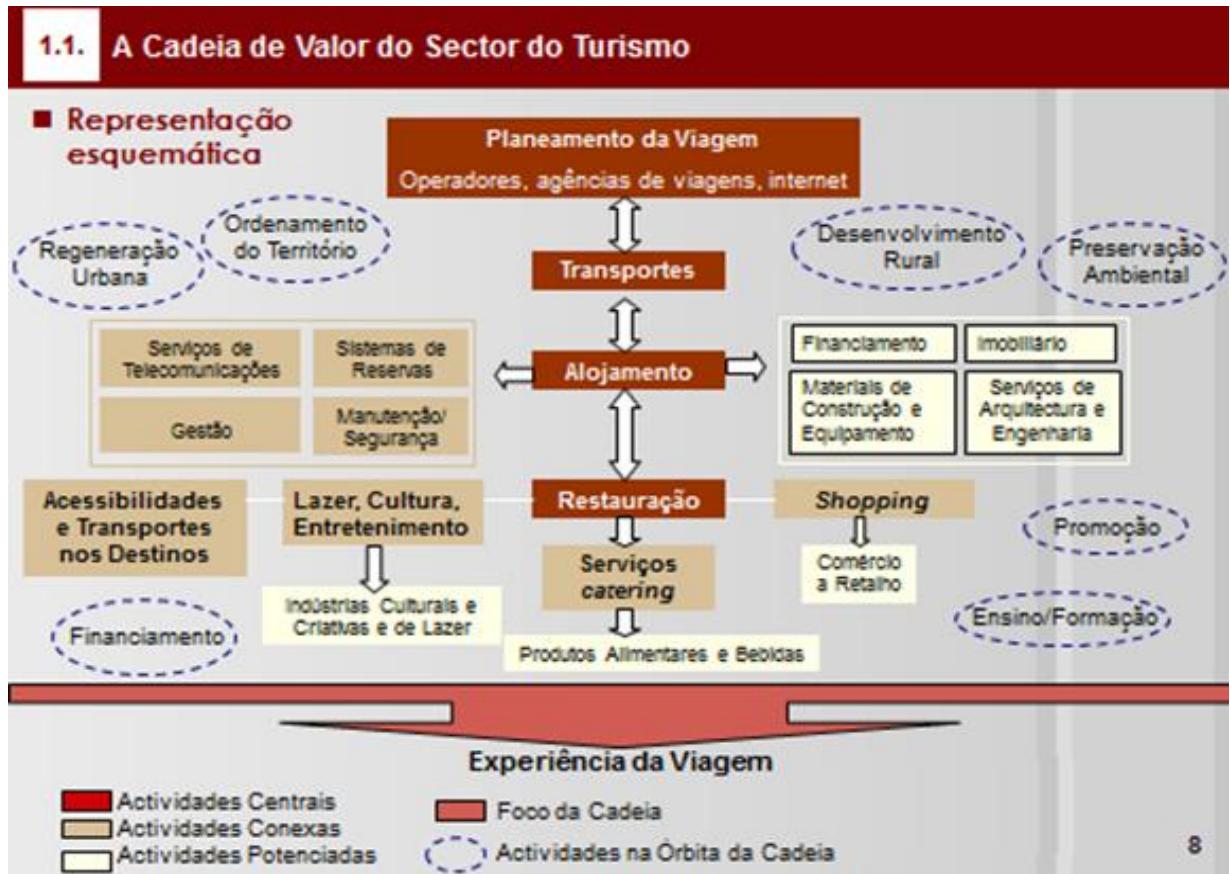 1.1. A Cadeia de Valor do Sector do Turismo
Representação
esquemática
Planeamento da Viagem
Operadores, agências de viagens, internet
Ordenamento
do Território
Regeneração
Urbana
Desenvolvimento
Rural
Preservação
Ambiental
Transportes
Serviços de
Telecomunicações
Sistemas de
Reservas
Gestão
Manutenção/
Segurança
Alojamento
Financiamento
Imobiliário
Materiais de
Construção e
Equipamento
Serviços de
Arquitectura e
Engenharia
Acessibilidades
e Transportes
nos Destinos
Lazer, Cultura,
Entretenimento
Restauração
Shopping
Promoção
Serviços
catering
Comércio
a Retalho
Indústrias Culturais e
Criativas e de Lazer
Financiamento
Produtos Alimentares e Bebidas
Ensino/Formação
Experiência da Viagem
Actividades Centrais
Actividades Conexas
Actividades Potenciadas
Foco da Cadeia
Actividades na Órbita da Cadeia
8